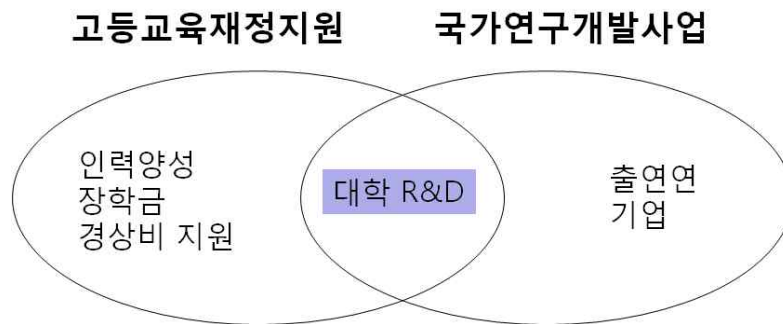 고등교육재정지원
국가연구개발사업
인력양성
장학금
경상비 지원
대학 R&D
출연연
기업